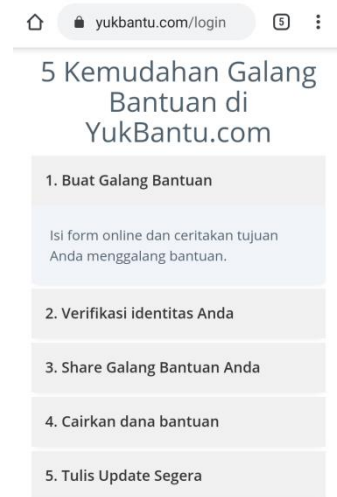 yukbantu.com/login
5
5 Kemudahan Galang
Bantuan di
YukBantu.com
1. Buat Galang Bantuan
Isi form online dan ceritakan tujuan
Anda menggalang bantuan.
2. Verifikasi identitas Anda
3. Share Galang Bantuan Anda
4. Cairkan dana bantuan
5. Tulis Update Segera